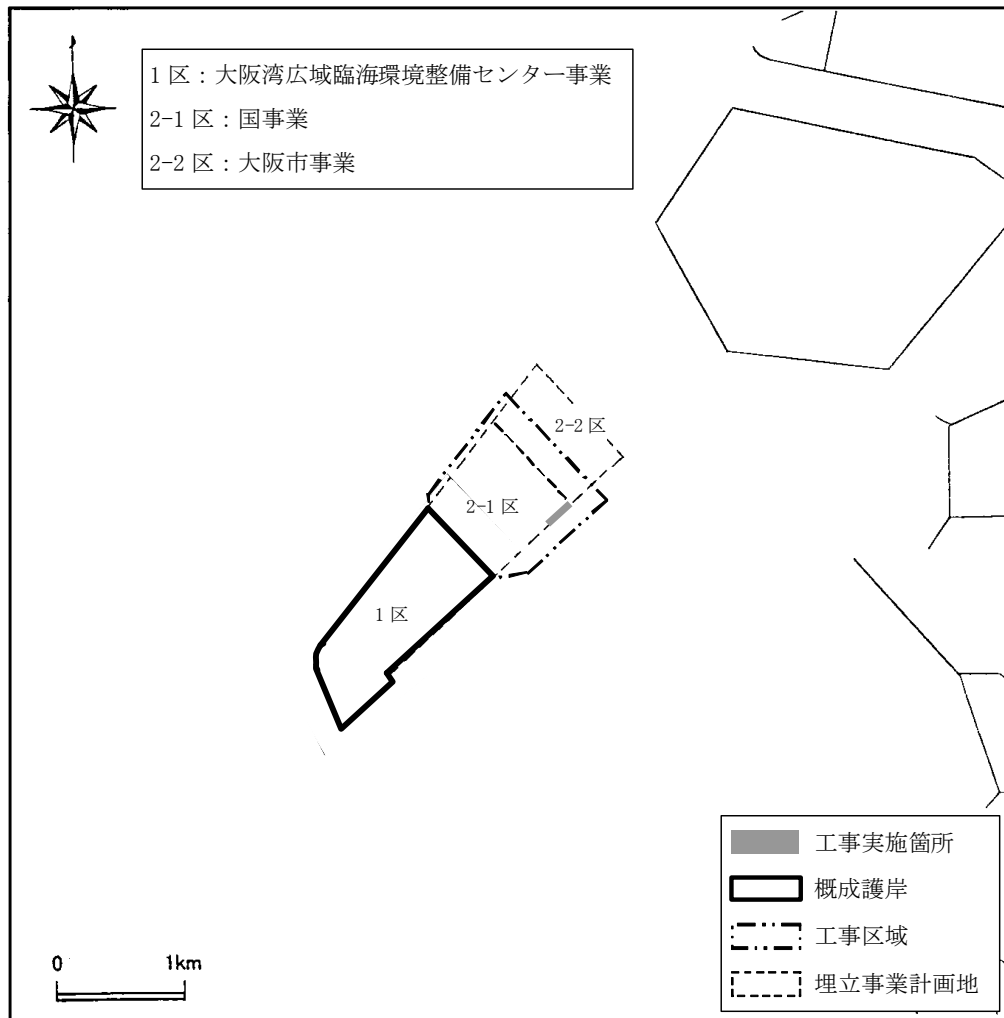 1 区：大阪湾広域臨海環境整備センター事業
2-1 区：国事業
2-2 区：大阪市事業
2-2 区
2-1 区
1 区
工事実施箇所
概成護岸
工事区域
埋立事業計画地
0 1km